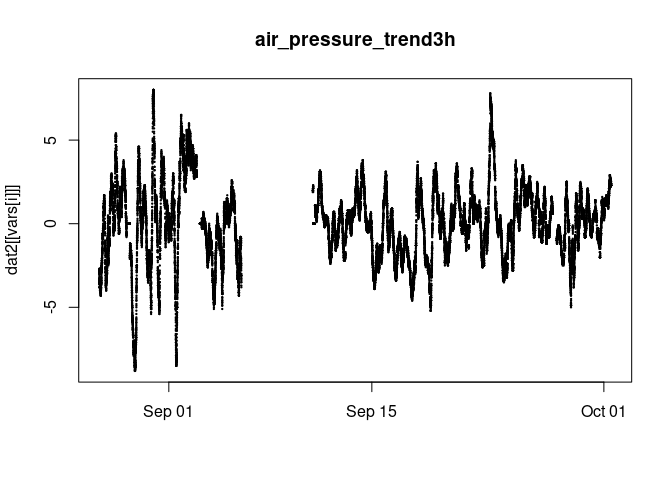 air_pressure_trend3h
dat2[[vars[i]]]
5
0
-5
Sep 01
Sep 15
Oct 01